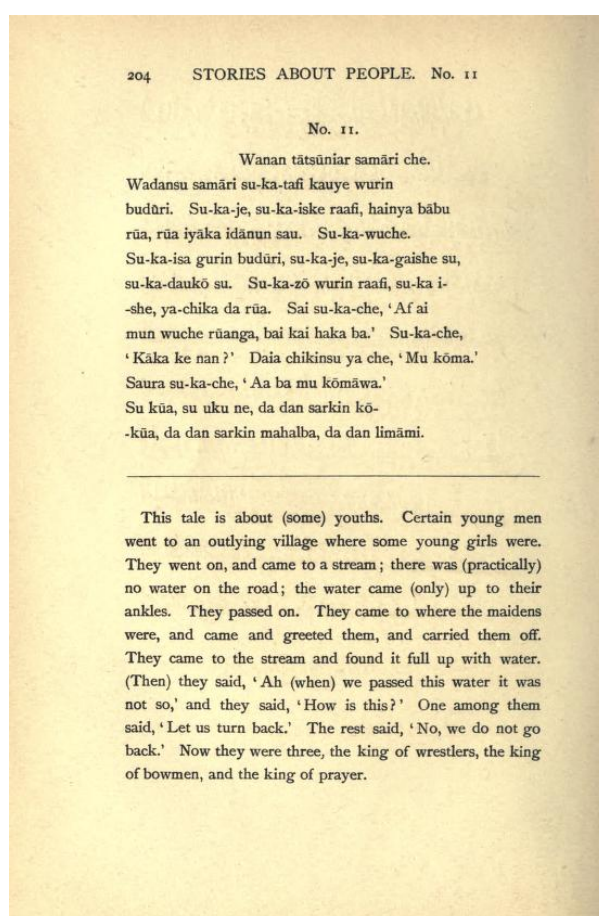 204 STORIES ABOUT PEOPLE. No. 11
No. 11.
Wanan tātsūniar samāri che.
Wadansu samāri su-ka-tafi kauye wurin
budūri. Su-ka-je, su-ka-iske raafi, hainya bābu
rūa, rūa iyāka idānun sau. Su-ka-wuche.
Su-ka-isa gurin budūri, su-ka-je, su-ka-gaishe su,
su-ka-daukō su. Su-ka-zō wurin raafi, su-ka i-
-she, ya-chika da rūa. Sai su-ka-che, ‘Af ai
mun wuche rūanga, bai kai haka ba.’ Su-ka-che,
‘Kāka ke nan?’ Daia chikinsu ya che, ‘Mu kōma.’
Saura su-ka-che, ‘Aa ba mu kōmāwa.’
Su kūa, su uku ne, da dan sarkin kō-
-kūa, da dan sarkin mahalba, da dan limāmi.
This tale is about (some) youths. Certain young men
went to an outlying village where some young girls were.
They went on, and came to a stream; there was (practically)
no water on the road; the water came (only) up to their
ankles. They passed on. They came to where the maidens
were, and came and greeted them, and carried them off.
They came to the stream and found it full up with water.
(Then) they said, ‘Ah (when) we passed this water it was
not so,’ and they said, ‘How is this?’ One among them
said, ‘Let us turn back.’ The rest said, ‘No, we do not go
back.’ Now they were three, the king of wrestlers, the king
of bowmen, and the king of prayer.